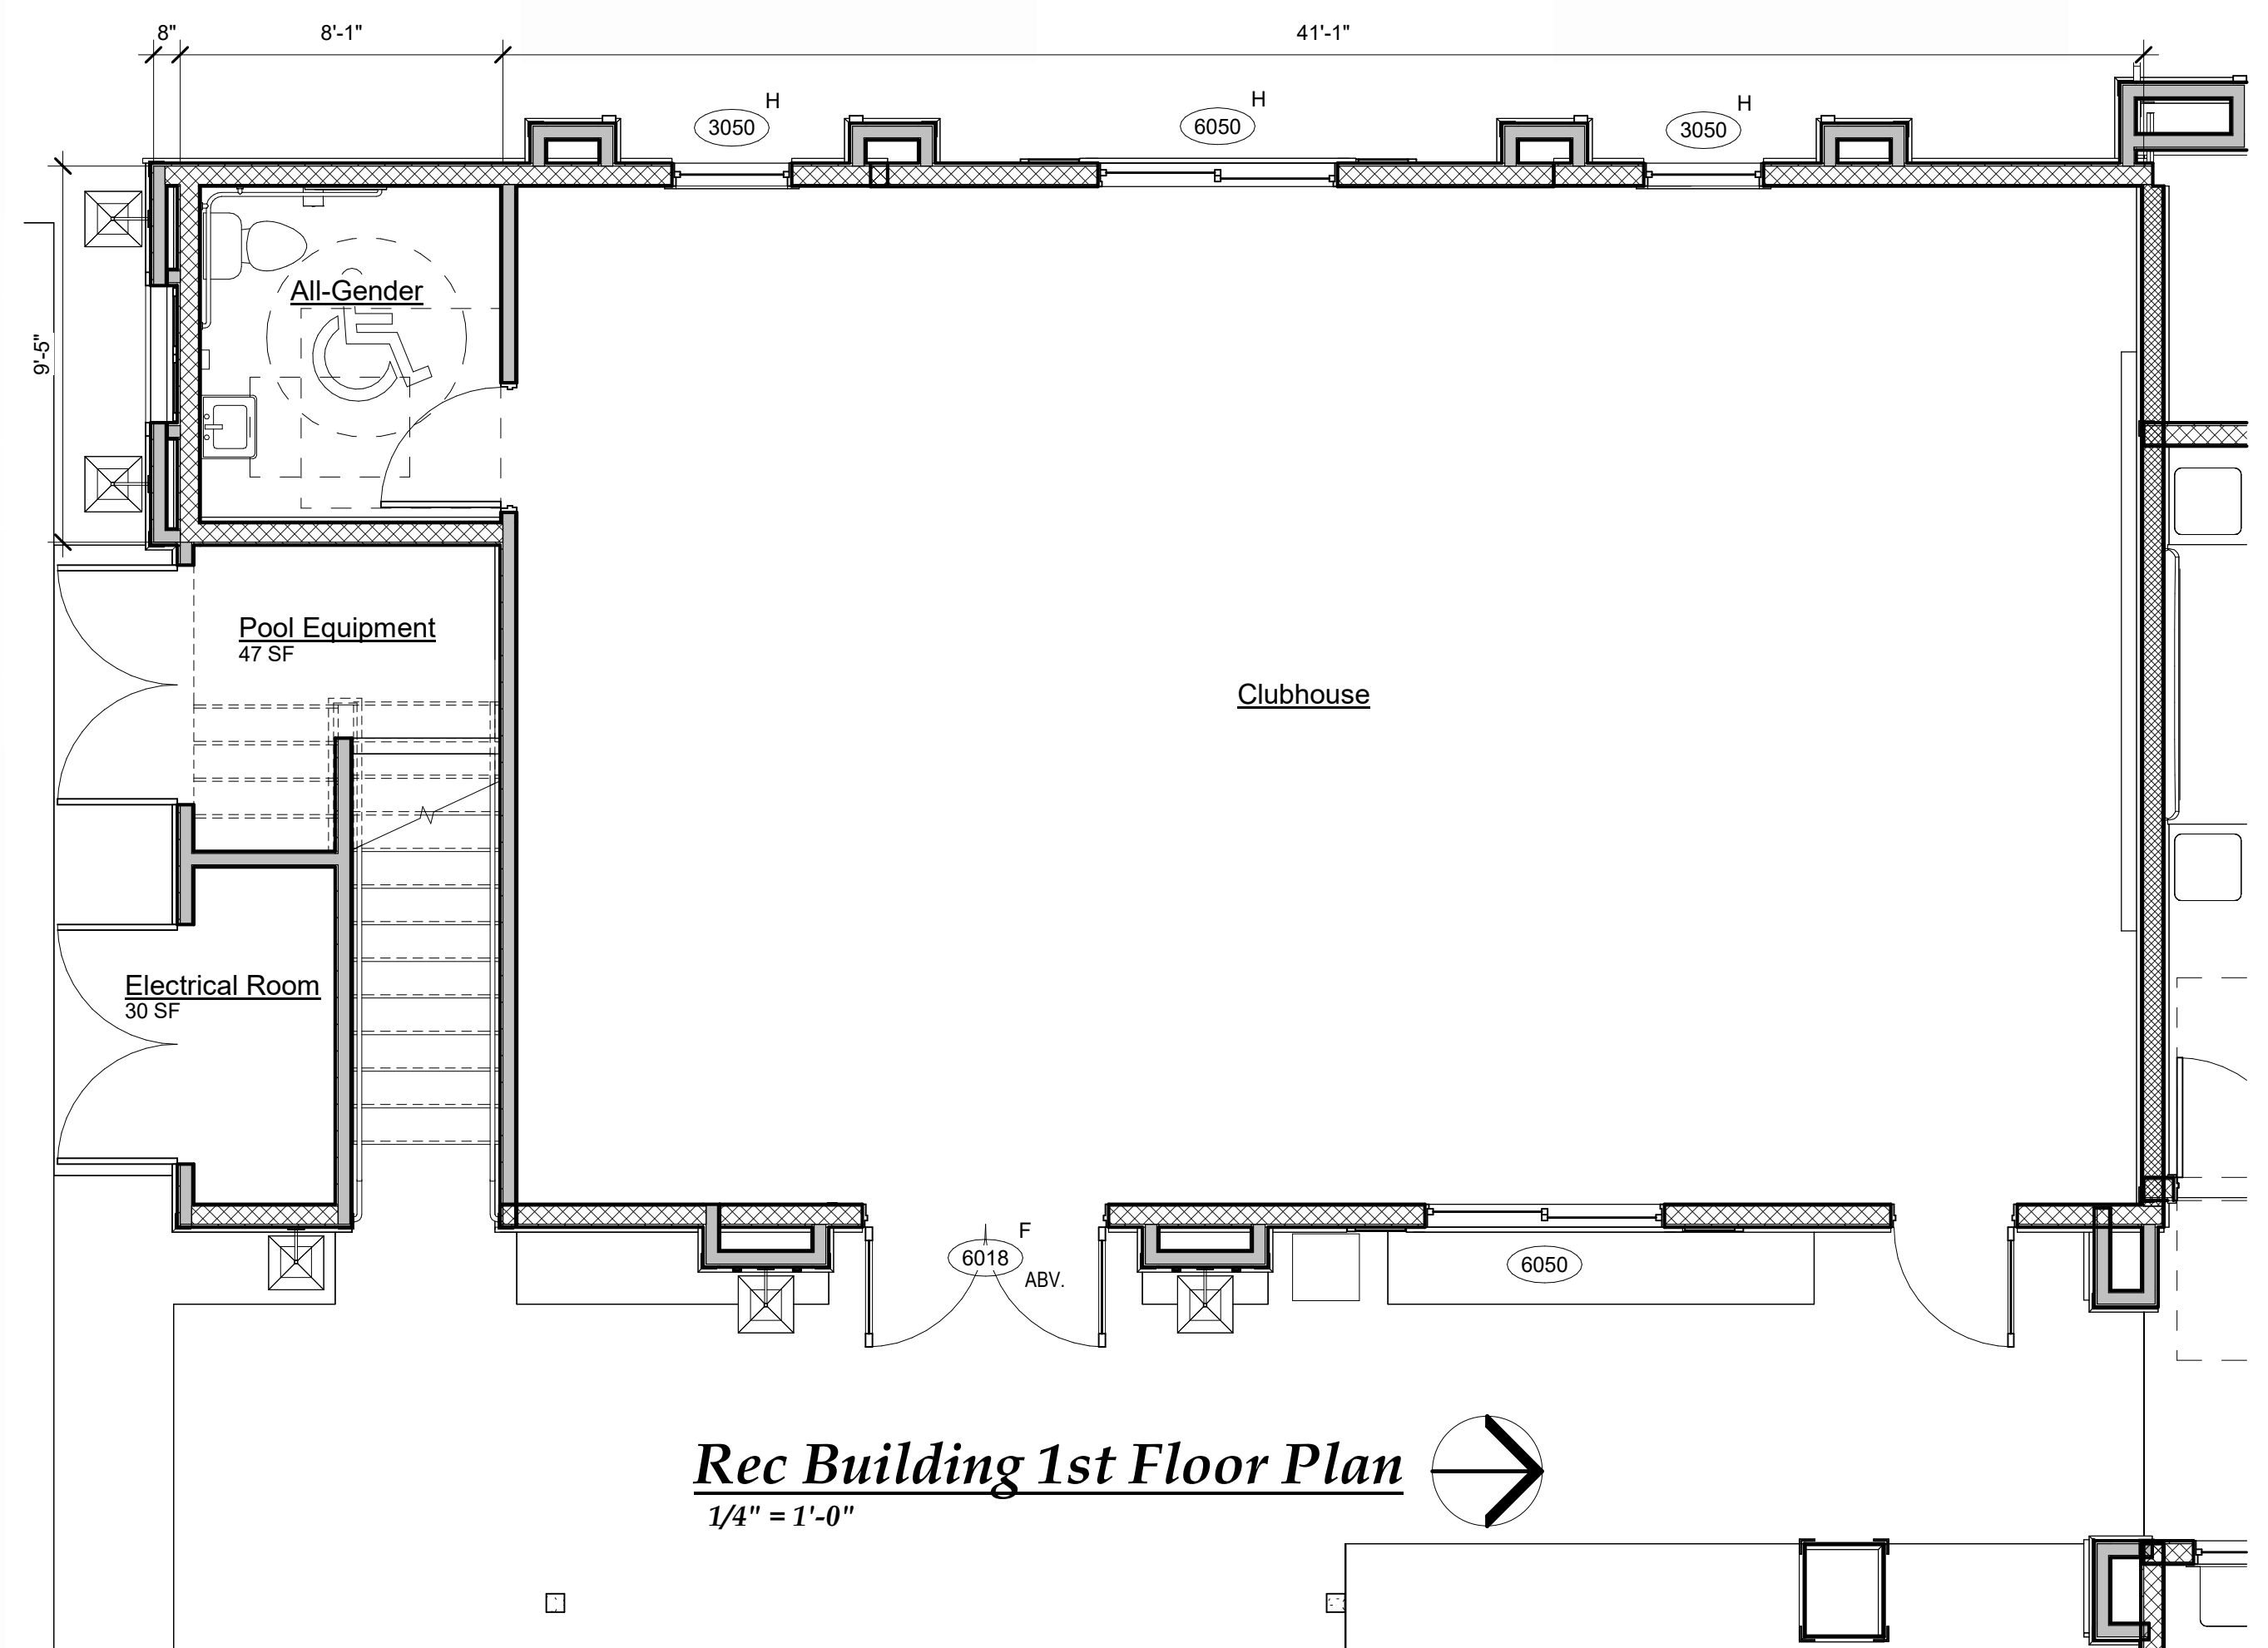 8" 8'-1" 41'-1"
H H H
3050 6050 3050
All-Gender
9'-5"
Pool Equipment
47 SF
Clubhouse
Electrical Room
30 SF
F
6018 6050
ABV.
Rec Building 1st Floor Plan
1/4" = 1'-0"